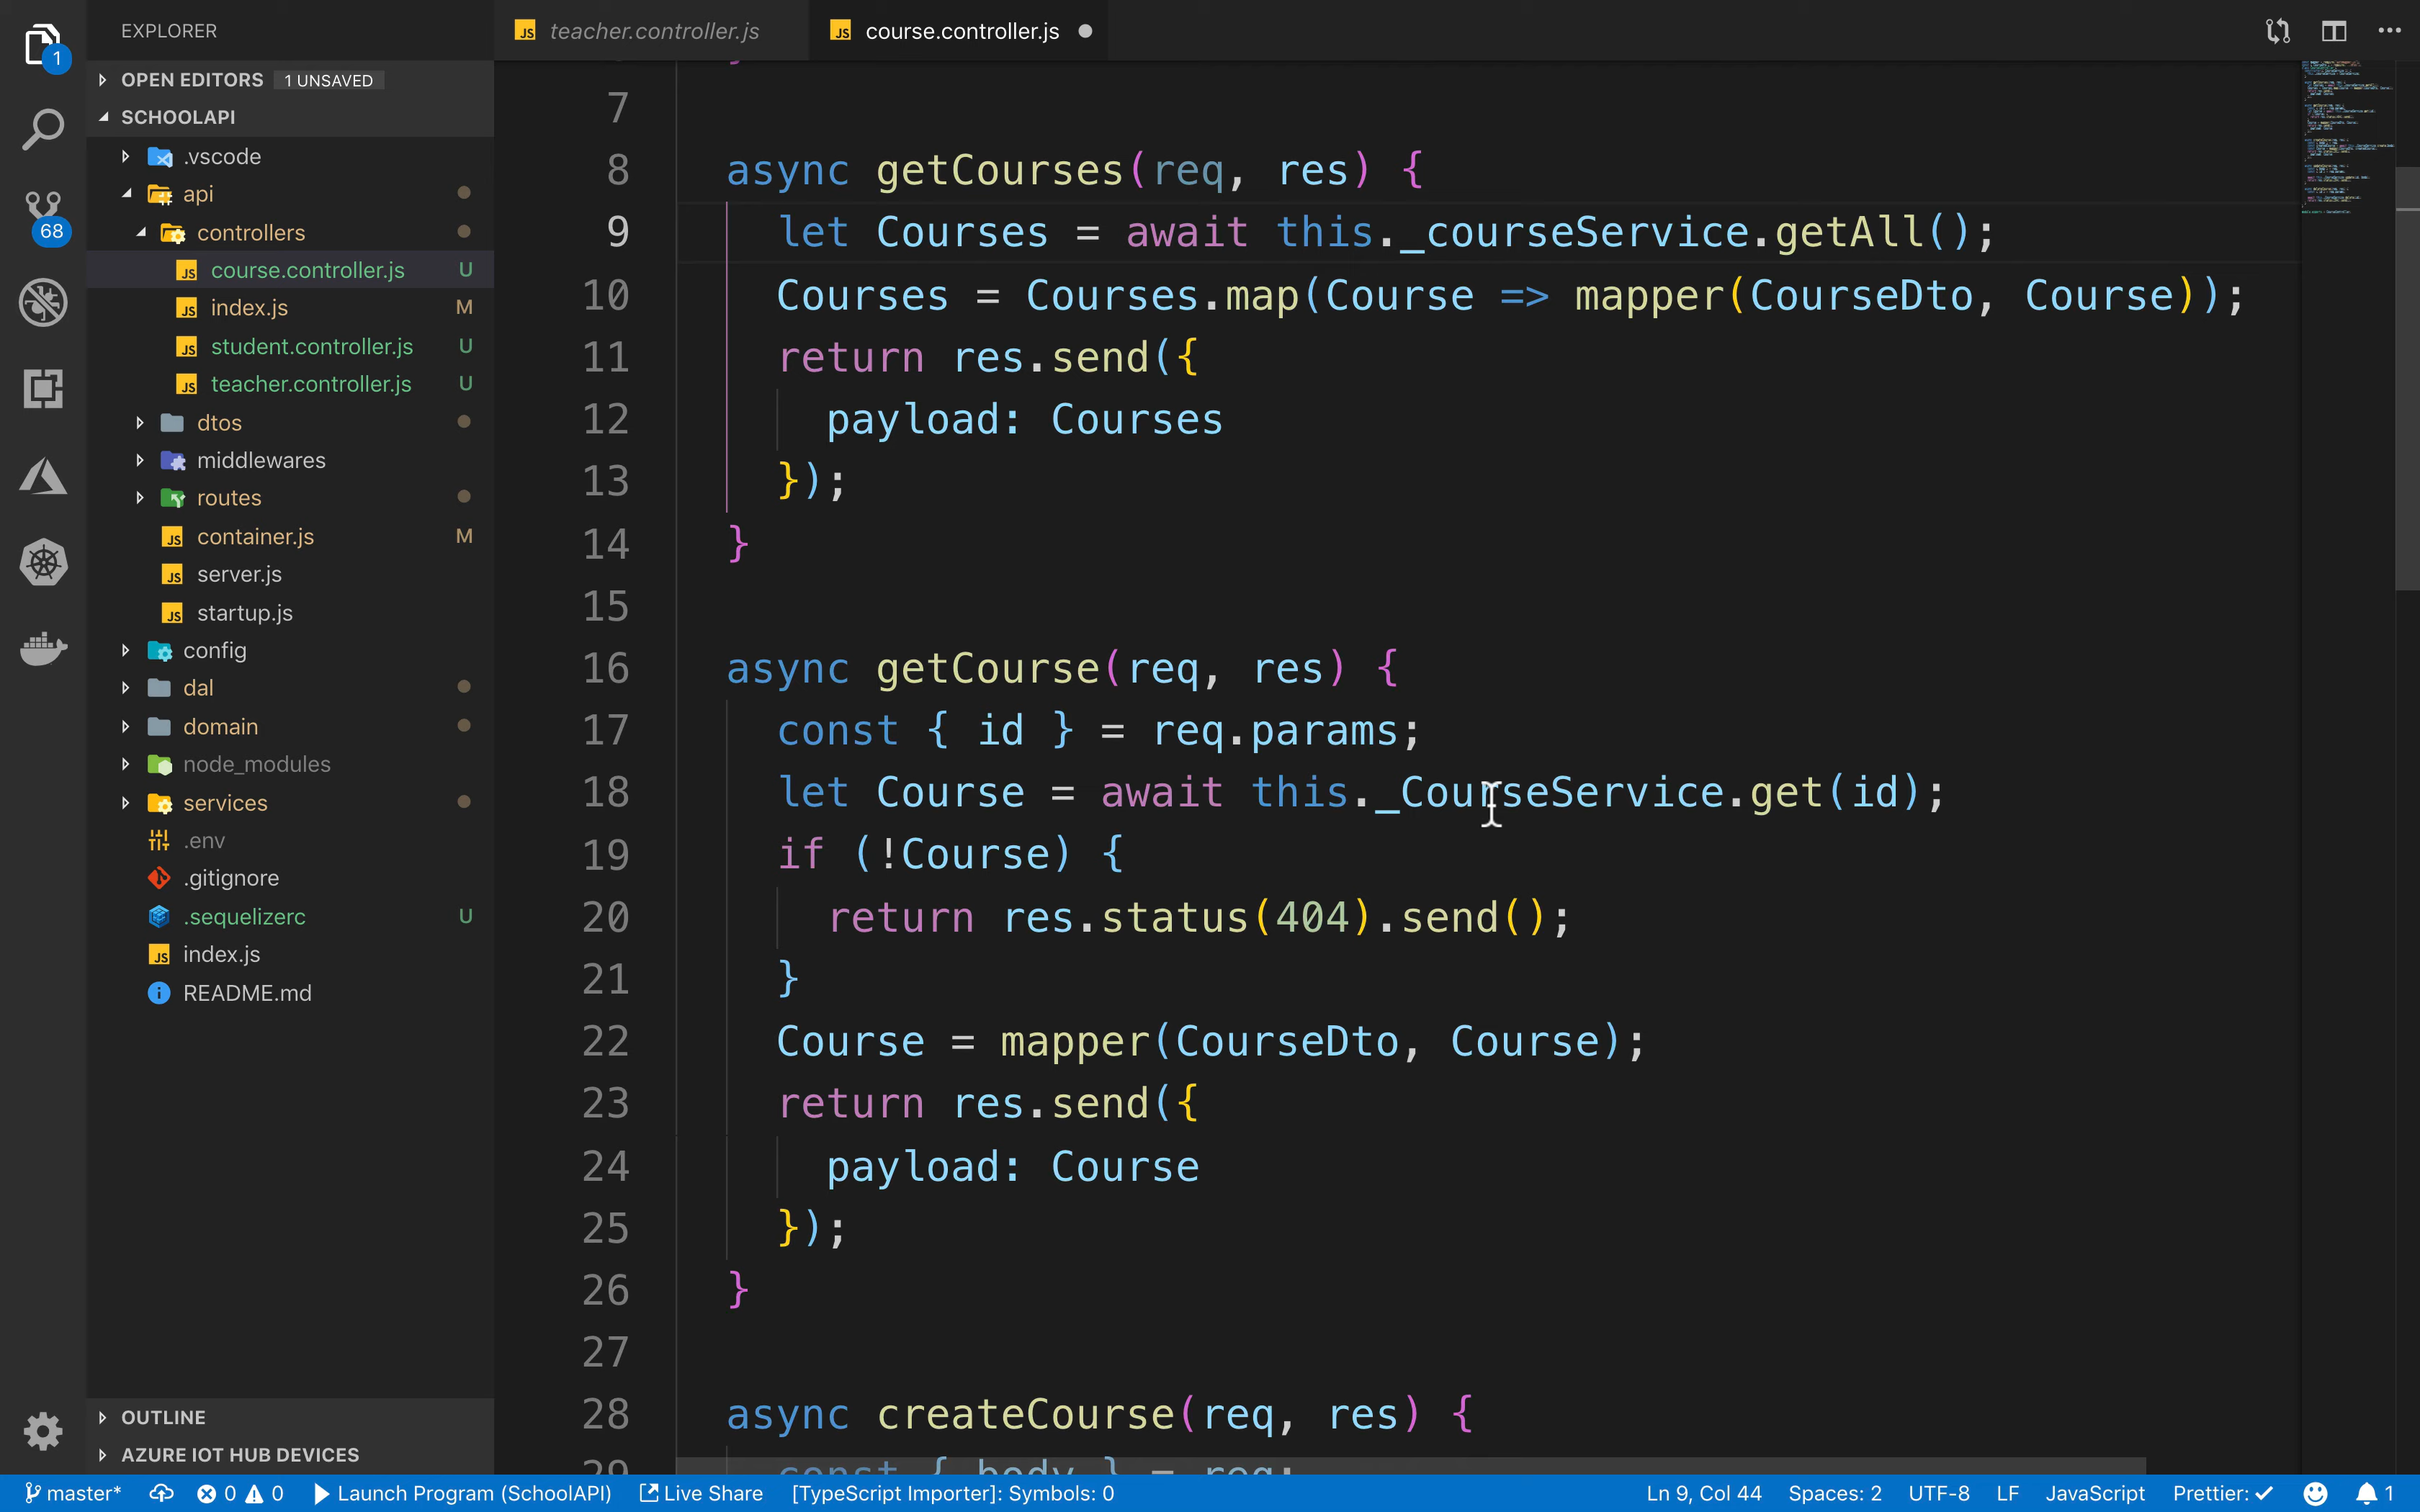 EXPLORER
OPEN EDITORS 1 UNSAVED
SCHOOLAPI
.vscode
api
controllers
course.controller.js U
index.js M
student.controller.js U
teacher.controller.js U
dtos
middlewares
routes
container.js M
server.js
startup.js
config
dal
domain
node_modules
services
.env
.gitignore
.sequelizerc U
index.js
README.md
OUTLINE
AZURE IOT HUB DEVICES
1
68
teacher.controller.js course.controller.js
7
8 async getCourses(req, res) {
9 let Courses = await this._courseService.getAll();
10 Courses = Courses.map(Course => mapper(CourseDto, Course));
11 return res.send({
12 payload: Courses
13 });
14 }
15
16 async getCourse(req, res) {
17 const { id } = req.params;
18 let Course = await this._CourseService.get(id);
19 if (!Course) {
20 return res.status(404).send();
21 }
22 Course = mapper(CourseDto, Course);
23 return res.send({
24 payload: Course
25 });
26 }
27
28 async createCourse(req, res) {
29 const { body } = req;
master* 0 0 Launch Program (SchoolAPI) Live Share [TypeScript Importer]: Symbols: 0 Ln 9, Col 44 Spaces: 2 UTF-8 LF JavaScript Prettier: ✓ 1